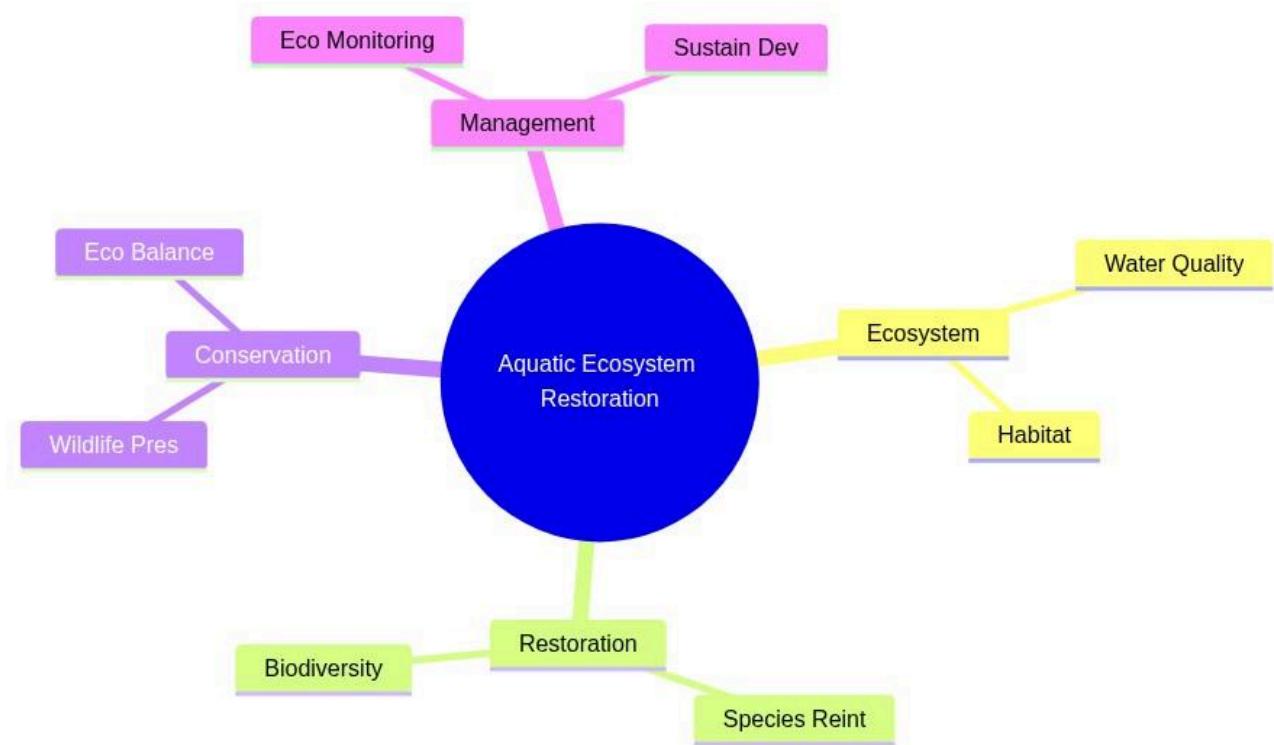 Eco Monitoring
Sustain Dev
Management
Eco Balance
Water Quality
Ecosystem
Conservation
Aquatic Ecosystem
Restoration
Habitat
Wildlife Pres
Restoration
Biodiversity
Species Reint